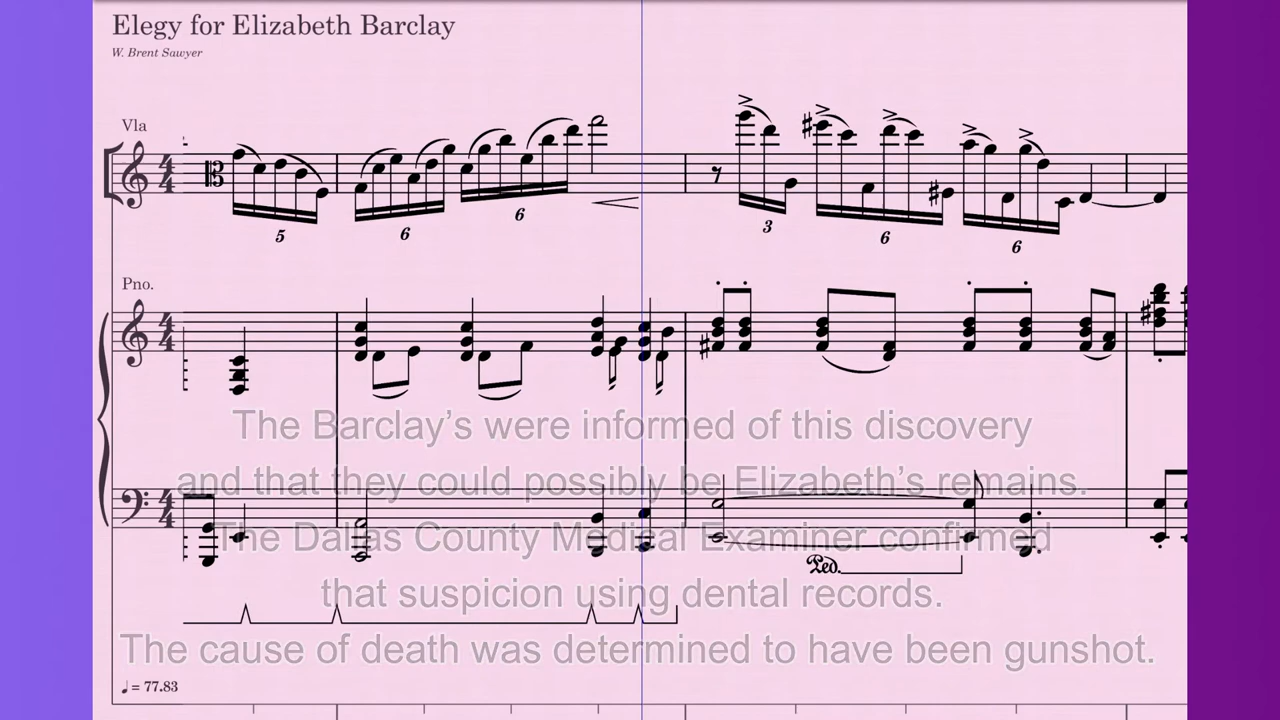 Elegy for Elizabeth Barclay
W. Brent Sawyer
Vla
5
6
6
3
6
6
Pno.
The Barclay’s were informed of this discovery
and that they could possibly be Elizabeth’s remains.
The Dallas County Medical Examiner confirmed
Ped.
that suspicion using dental records.
The cause of death was determined to have been gunshot.
♩= 77.83